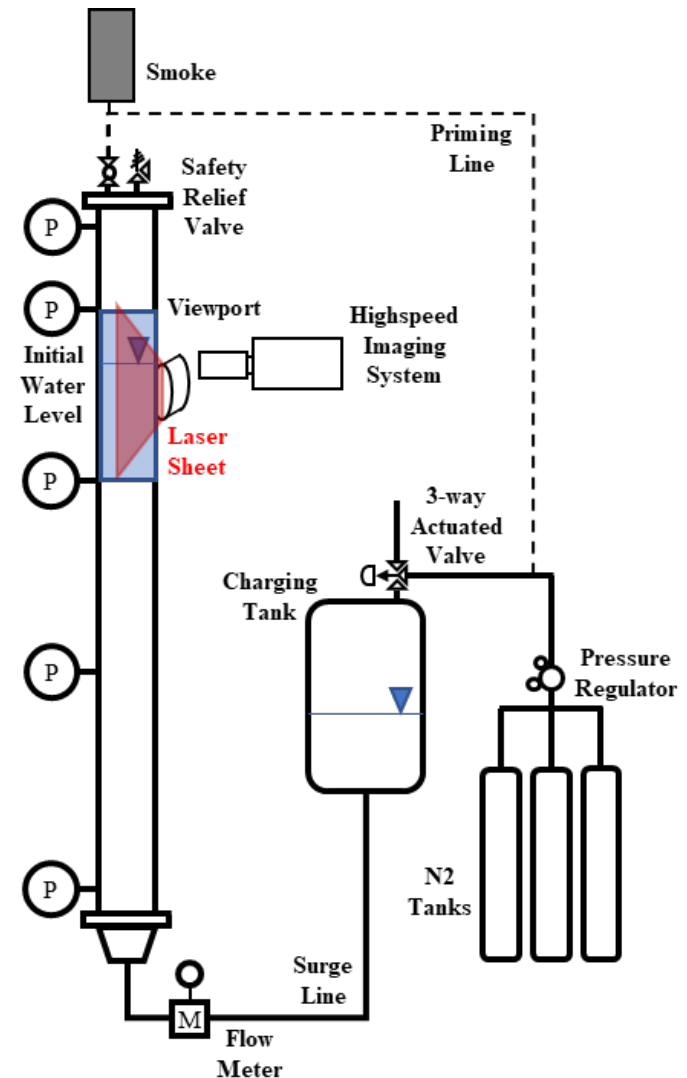 Smoke
Priming
Line
Safety
Relief
Valve
P
P
Viewport
Highspeed
Imaging
System
Initial
Water
Level
Laser
Sheet
P
3-way
Actuated
Valve
Charging
Tank
P
Pressure
Regulator
P
N2
Tanks
Surge
Line
M
Flow
Meter